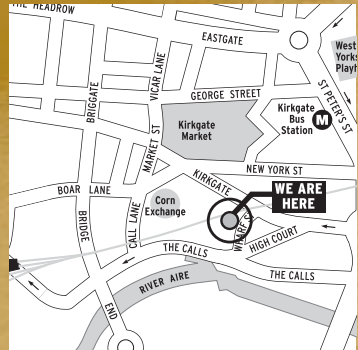 THE HEADROW
EASTGATE
West
Yorks
Playh
VICAR LANE
BRIGGATE
GEORGE STREET
ST PETER'S ST
Kirkgate
Bus
Station
M
Kirkgate
Market
MARKET ST
NEW YORK ST
KIRKGATE
WE ARE
HERE
BOAR LANE
Corn
Exchange
CALL LANE
BRIDGE
END
WHARF
HIGH COURT
THE CALLS
THE CALLS
RIVER AIRE